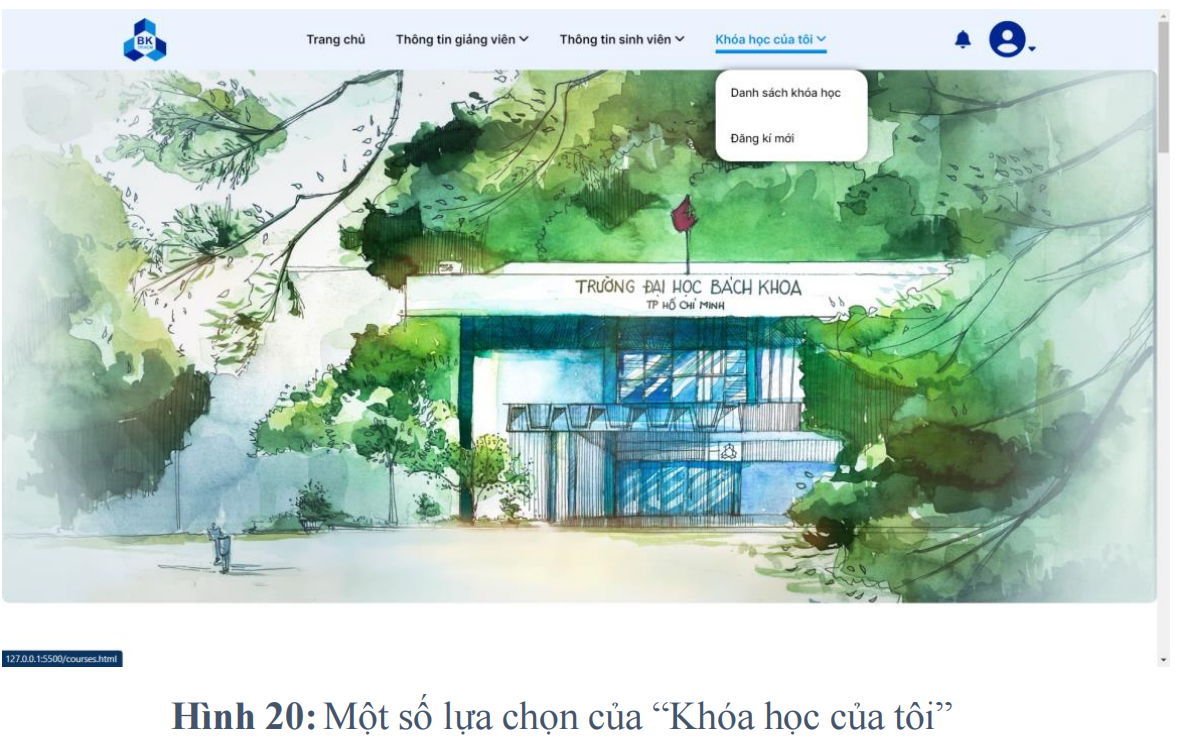 BK
TP.HCM
Trang chủ
Thông tin giảng viên
Thông tin sinh viên
Khóa học của tôi
Danh sách khóa học
Đăng kí mới
TRƯỜNG ĐẠI HỌC BÁCH KHOA
TP HỒ CHÍ MINH
127.0.0.1:5500/courses.html
Hình 20: Một số lựa chọn của “Khóa học của tôi”